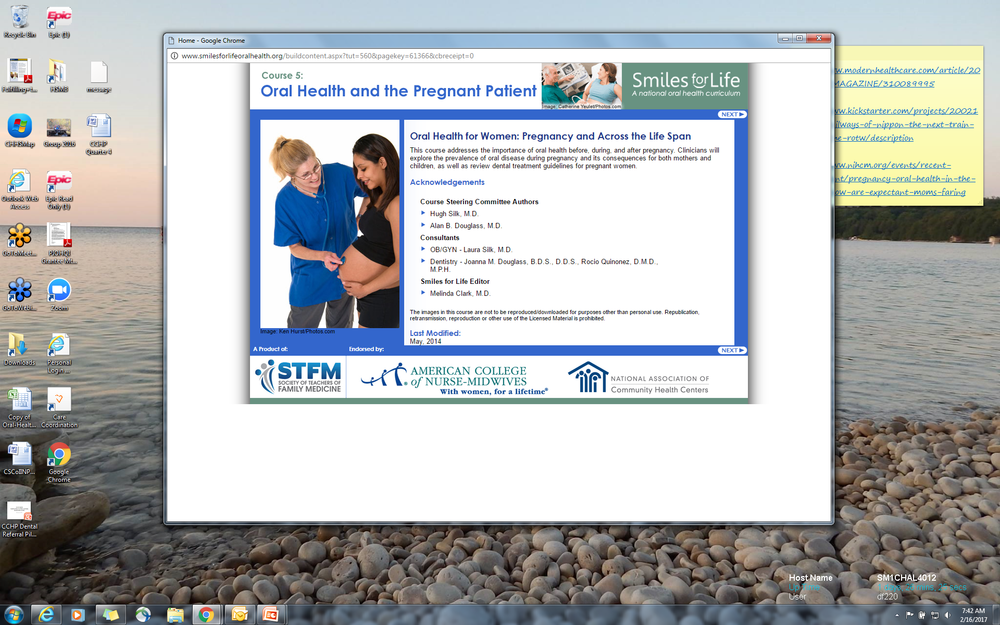 Recycle Bin
Epic (1)
Fulfilling+t...
HSMB
message
CHHSMap
Group 2016
CCHP
Quarter4
Outlook Web
Access
Epic
Epic Read
Only (1)
GoToMeet...
PIOHQI
Grantee Mt...
GoToWebi...
Zoom
Downloads
Personal
Login ...
Copy of
Oral-Healt...
Care
Coordination
CSCoIINP...
Google
Chrome
CCHP Dental
Referral Pil...
Home - Google Chrome
www.smilesforlifeoralhealth.org/buildcontent.aspx?tut=560&pagekey=61366&cbreceipt=0
Course 5:
Oral Health and the Pregnant Patient
Image: Catherine Yeulet/Photos.com
Smiles for Life
A national oral health curriculum
NEXT
Oral Health for Women: Pregnancy and Across the Life Span
This course addresses the importance of oral health before, during, and after pregnancy. Clinicians will
explore the prevalence of oral disease during pregnancy and its consequences for both mothers and
children, as well as review dental treatment guidelines for pregnant women.
Acknowledgements
Course Steering Committee Authors
Hugh Silk, M.D.
Alan B. Douglass, M.D.
Consultants
OB/GYN - Laura Silk, M.D.
Dentistry - Joanna M. Douglass, B.D.S., D.D.S., Rocio Quinonez, D.M.D.,
M.P.H.
Smiles for Life Editor
Melinda Clark, M.D.
The images in this course are not to be reproduced/downloaded for purposes other than personal use. Republication,
retransmission, reproduction or other use of the Licensed Material is prohibited.
Last Modified:
May, 2014
Image: Ken Hurst/Photos.com
A Product of:
Endorsed by:
NEXT
STFM
SOCIETY OF TEACHERS OF
FAMILY MEDICINE
AMERICAN COLLEGE
of NURSE-MIDWIVES
With women, for a lifetime®
NATIONAL ASSOCIATION OF
Community Health Centers
w.modernhealthcare.com/article/20
MAGAZINE/310089995
w.kickstarter.com/projects/20021
ilways-of-nippon-the-next-train-
e-rotw/description
w.nihcm.org/events/recent-
nt/pregnancy-oral-health-in-the-
ow-are-expectant-moms-faring
Host Name SM1CHAL4012
User df220
7:42 AM
2/16/2017